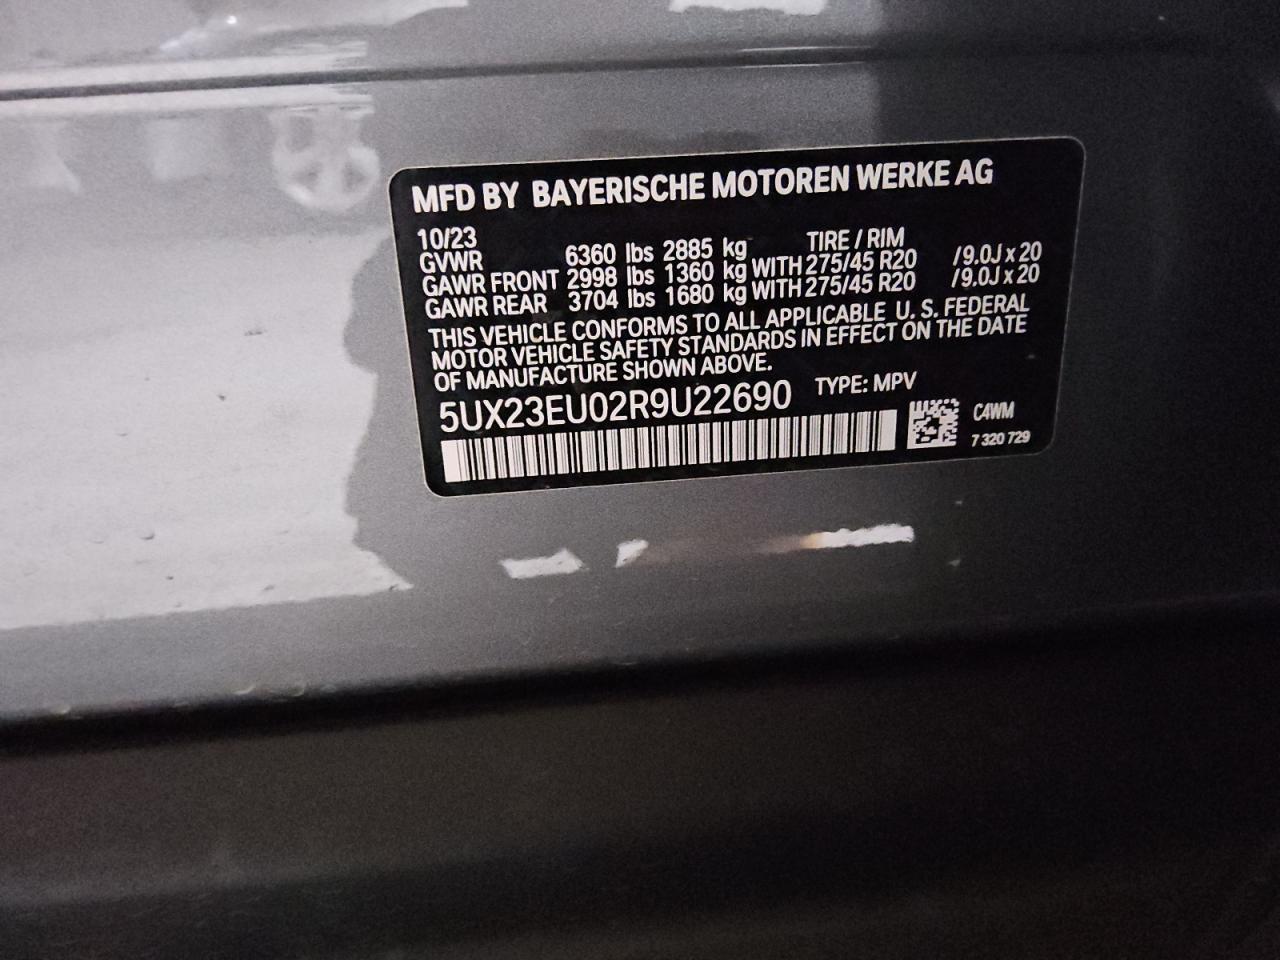 MFD BY BAYERISCHE MOTOREN WERKE AG
10/23 TIRE / RIM
GVWR 6360 lbs 2885 kg
GAWR FRONT 2998 lbs 1360 kg WITH 275/45 R20 /9.0J x 20
GAWR REAR 3704 lbs 1680 kg WITH 275/45 R20 /9.0J x 20
THIS VEHICLE CONFORMS TO ALL APPLICABLE U. S. FEDERAL
MOTOR VEHICLE SAFETY STANDARDS IN EFFECT ON THE DATE
OF MANUFACTURE SHOWN ABOVE.
5UX23EU02R9U22690 TYPE: MPV
C4WM
7 320 729